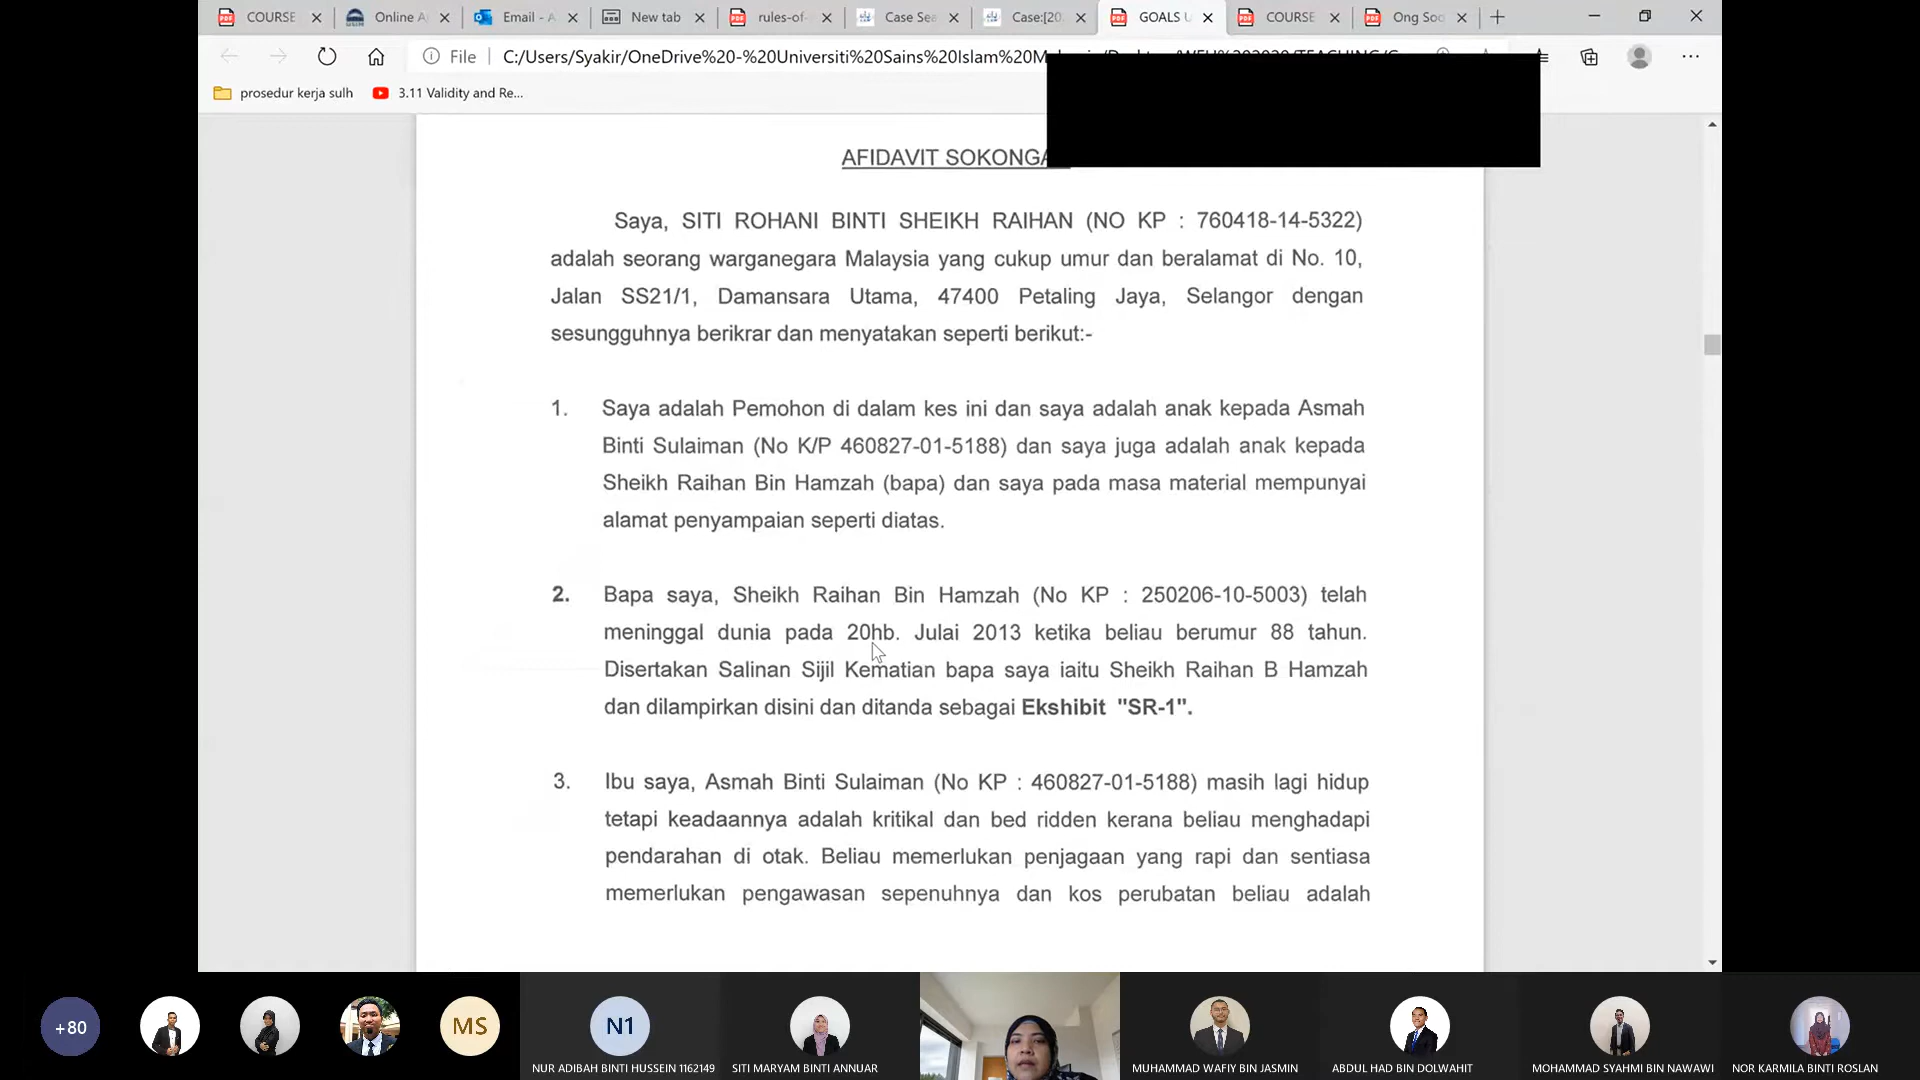 COURSE
Online A
Email - A
New tab
rules-of-
Case Sea
Case:[20
GOALS U
COURSE
Ong Soo
File
C:/Users/Syakir/OneDrive%20-%20Universiti%20Sains%20Islam%20M
prosedur kerja sulh
3.11 Validity and Re...
AFIDAVIT SOKONGA
Saya, SITI ROHANI BINTI SHEIKH RAIHAN (NO KP : 760418-14-5322)
adalah seorang warganegara Malaysia yang cukup umur dan beralamat di No. 10,
Jalan SS21/1, Damansara Utama, 47400 Petaling Jaya, Selangor dengan
sesungguhnya berikrar dan menyatakan seperti berikut:-
1. Saya adalah Pemohon di dalam kes ini dan saya adalah anak kepada Asmah
Binti Sulaiman (No K/P 460827-01-5188) dan saya juga adalah anak kepada
Sheikh Raihan Bin Hamzah (bapa) dan saya pada masa material mempunyai
alamat penyampaian seperti diatas.
2. Bapa saya, Sheikh Raihan Bin Hamzah (No KP : 250206-10-5003) telah
meninggal dunia pada 20hb. Julai 2013 ketika beliau berumur 88 tahun.
Disertakan Salinan Sijil Kematian bapa saya iaitu Sheikh Raihan B Hamzah
dan dilampirkan disini dan ditanda sebagai Ekshibit "SR-1".
3. Ibu saya, Asmah Binti Sulaiman (No KP : 460827-01-5188) masih lagi hidup
tetapi keadaannya adalah kritikal dan bed ridden kerana beliau menghadapi
pendarahan di otak. Beliau memerlukan penjagaan yang rapi dan sentiasa
memerlukan pengawasan sepenuhnya dan kos perubatan beliau adalah
+80
MS
N1
NUR ADIBAH BINTI HUSSEIN 1162149
SITI MARYAM BINTI ANNUAR
MUHAMMAD WAFIY BIN JASMIN
ABDUL HAD BIN DOLWAHIT
MOHAMMAD SYAHMI BIN NAWAWI
NOR KARMILA BINTI ROSLAN